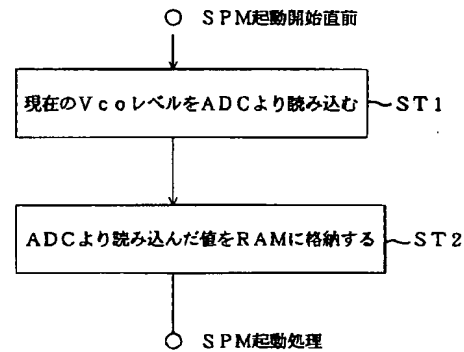 ＳＰＭ起動開始直前
現在のＶｃｏレベルをＡＤＣより読み込む
ＳＴ１
ＡＤＣより読み込んだ値をＲＡＭに格納する
ＳＴ２
ＳＰＭ起動処理